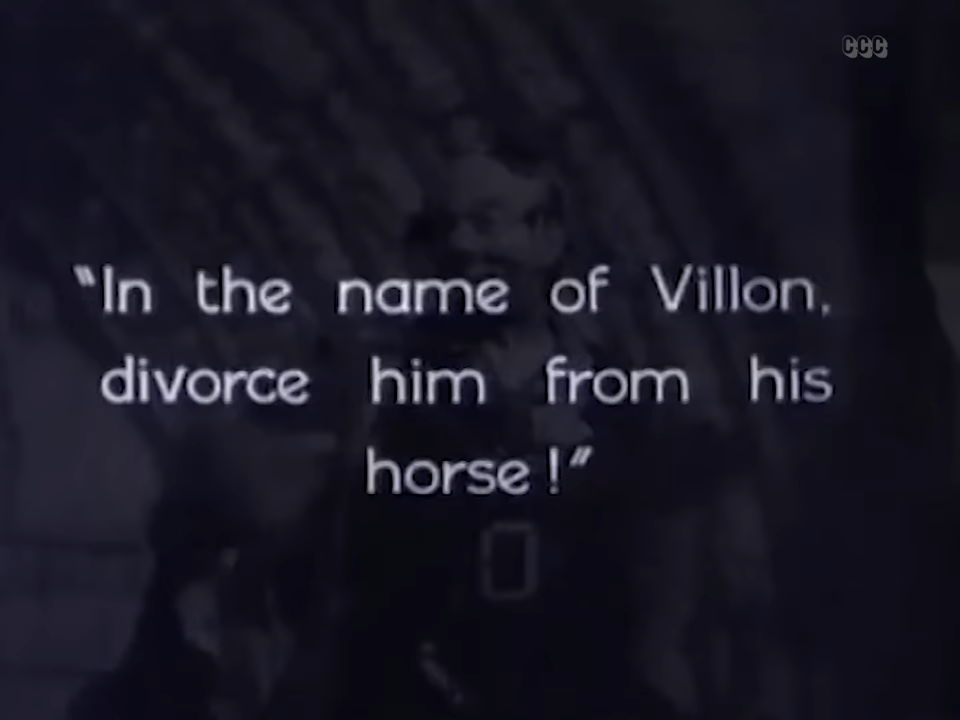 CCC
"In the name of Villon,
divorce him from his
horse!"